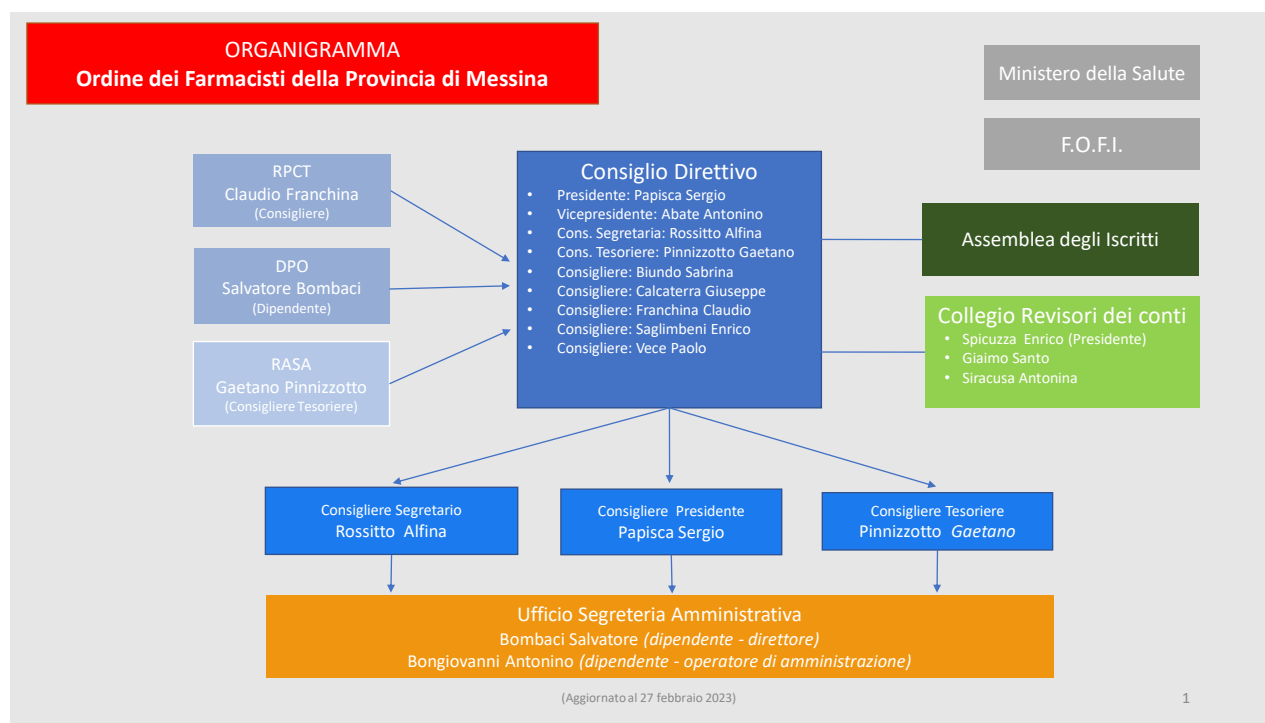 ORGANIGRAMMA
Ordine dei Farmacisti della Provincia di Messina
Ministero della Salute
F.O.F.I.
RPCT
Claudio Franchina
(Consigliere)
DPO
Salvatore Bombaci
(Dipendente)
RASA
Gaetano Pinnizzotto
(Consigliere Tesoriere)
Consiglio Direttivo
• Presidente: Papisca Sergio
• Vicepresidente: Abate Antonino
• Cons. Segretaria: Rossitto Alfina
• Cons. Tesoriere: Pinnizzotto Gaetano
• Consigliere: Biundo Sabrina
• Consigliere: Calcaterra Giuseppe
• Consigliere: Franchina Claudio
• Consigliere: Saglimbeni Enrico
• Consigliere: Vece Paolo
Assemblea degli Iscritti
Collegio Revisori dei conti
• Spicuzza Enrico (Presidente)
• Giaimo Santo
• Siracusa Antonina
Consigliere Segretario
Rossitto Alfina
Consigliere Presidente
Papisca Sergio
Consigliere Tesoriere
Pinnizzotto Gaetano
Ufficio Segreteria Amministrativa
Bombaci Salvatore (dipendente - direttore)
Bongiovanni Antonino (dipendente - operatore di amministrazione)
(Aggiornato al 27 febbraio 2023)
1